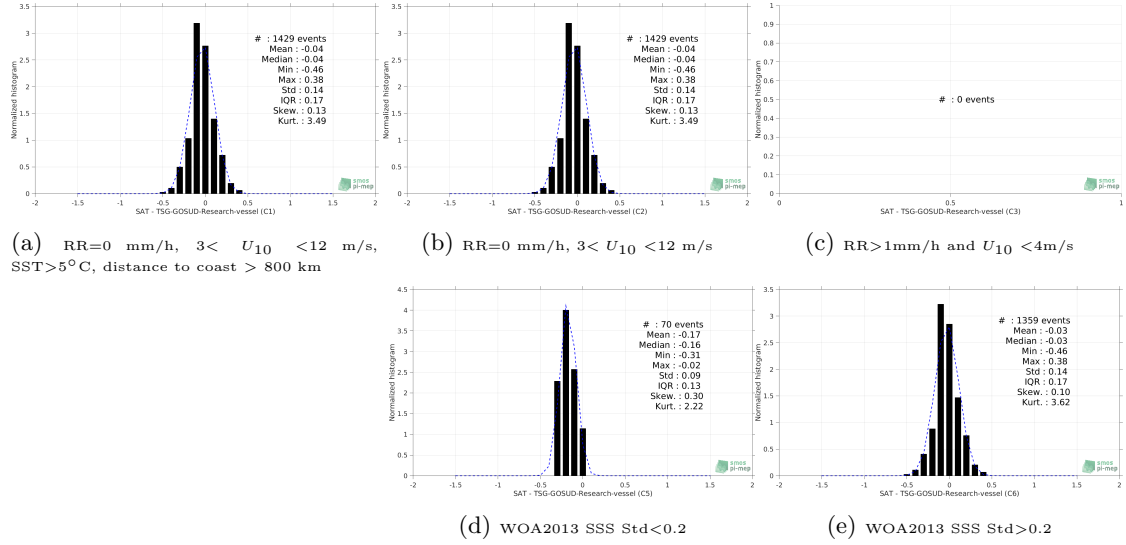 3.5
3
2.5
2
1.5
1
0.5
0
Normalized histogram
# : 1429 events
Mean : -0.04
Median : -0.04
Min : -0.46
Max : 0.38
Std : 0.14
IQR : 0.17
Skew. : 0.13
Kurt. : 3.49
smos
pi-mep
-2 -1.5 -1 -0.5 0 0.5 1 1.5 2
SAT - TSG-GOSUD-Research-vessel (C1)
(a) RR=0 mm/h, 3< U10 <12 m/s,
SST>5°C, distance to coast > 800 km
3.5
3
2.5
2
1.5
1
0.5
0
Normalized histogram
# : 1429 events
Mean : -0.04
Median : -0.04
Min : -0.46
Max : 0.38
Std : 0.14
IQR : 0.17
Skew. : 0.13
Kurt. : 3.49
smos
pi-mep
-2 -1.5 -1 -0.5 0 0.5 1 1.5 2
SAT - TSG-GOSUD-Research-vessel (C2)
(b) RR=0 mm/h, 3< U10 <12 m/s
1
0.9
0.8
0.7
0.6
0.5
0.4
0.3
0.2
0.1
0
Normalized histogram
# : 0 events
smos
pi-mep
0 0.5 1
SAT - TSG-GOSUD-Research-vessel (C3)
(c) RR>1mm/h and U10 <4m/s
4.5
4
3.5
3
2.5
2
1.5
1
0.5
0
Normalized histogram
# : 70 events
Mean : -0.17
Median : -0.16
Min : -0.31
Max : -0.02
Std : 0.09
IQR : 0.13
Skew. : 0.30
Kurt. : 2.22
smos
pi-mep
-2 -1.5 -1 -0.5 0 0.5 1 1.5 2
SAT - TSG-GOSUD-Research-vessel (C5)
(d) WOA2013 SSS Std<0.2
3.5
3
2.5
2
1.5
1
0.5
0
Normalized histogram
# : 1359 events
Mean : -0.03
Median : -0.03
Min : -0.46
Max : 0.38
Std : 0.14
IQR : 0.17
Skew. : 0.10
Kurt. : 3.62
smos
pi-mep
-2 -1.5 -1 -0.5 0 0.5 1 1.5 2
SAT - TSG-GOSUD-Research-vessel (C6)
(e) WOA2013 SSS Std>0.2